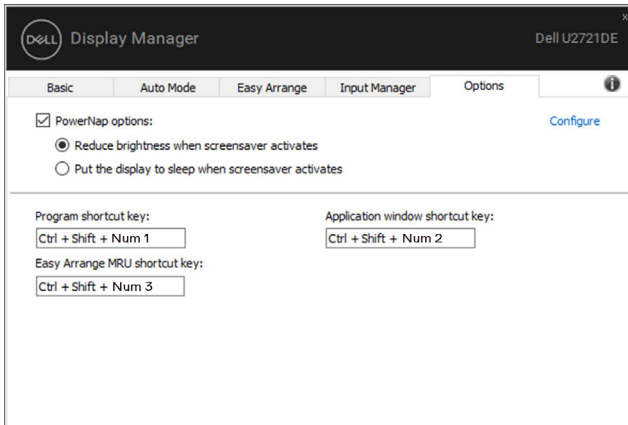 x
DELL Display Manager Dell U2721DE
Basic Auto Mode Easy Arrange Input Manager Options
PowerNap options: Configure
Reduce brightness when screensaver activates
Put the display to sleep when screensaver activates
Program shortcut key: Application window shortcut key:
Ctrl + Shift + Num 1 Ctrl + Shift + Num 2
Easy Arrange MRU shortcut key:
Ctrl + Shift + Num 3